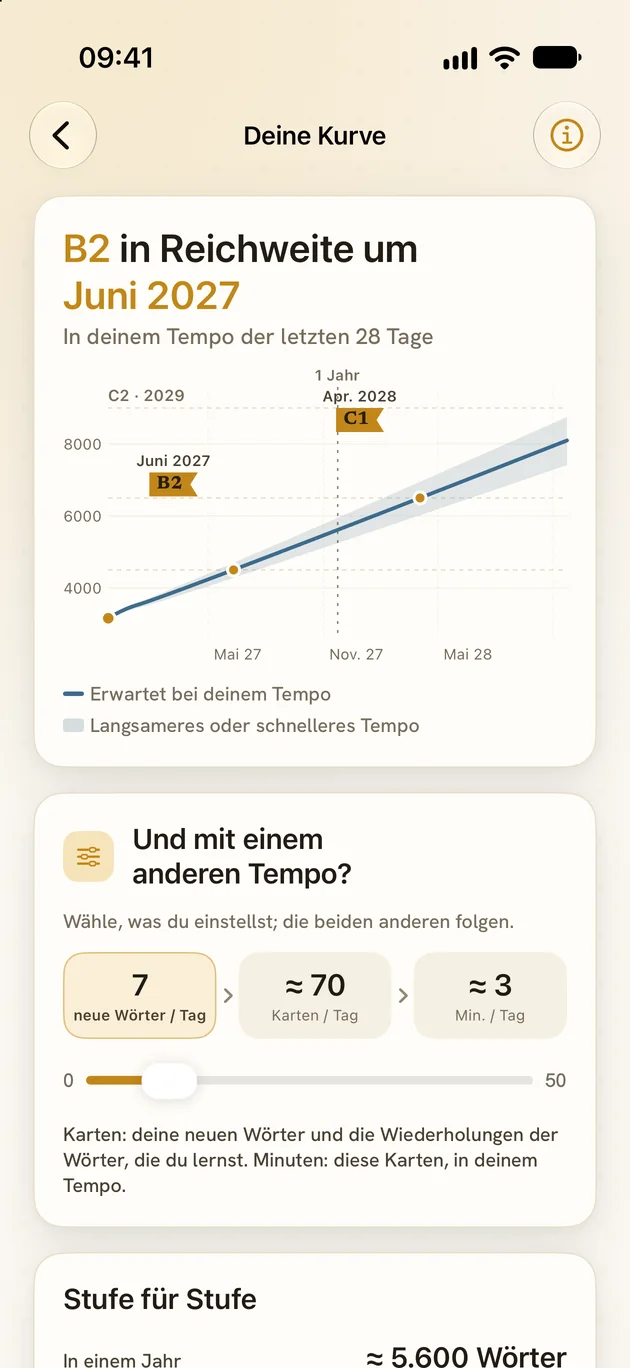 09:41
Deine Kurve
B2 in Reichweite um
Juni 2027
In deinem Tempo der letzten 28 Tage
1 Jahr
C2 · 2029
Apr. 2028
C1
8000
Juni 2027
B2
6000
4000
Mai 27
Nov. 27
Mai 28
Erwartet bei deinem Tempo
Langsameres oder schnelleres Tempo
Und mit einem
anderen Tempo?
Wähle, was du einstellst; die beiden anderen folgen.
7
neue Wörter / Tag
≈ 70
Karten / Tag
≈ 3
Min. / Tag
0
50
Karten: deine neuen Wörter und die Wiederholungen der
Wörter, die du lernst. Minuten: diese Karten, in deinem
Tempo.
Stufe für Stufe
In einem Jahr
≈ 5.600 Wörter